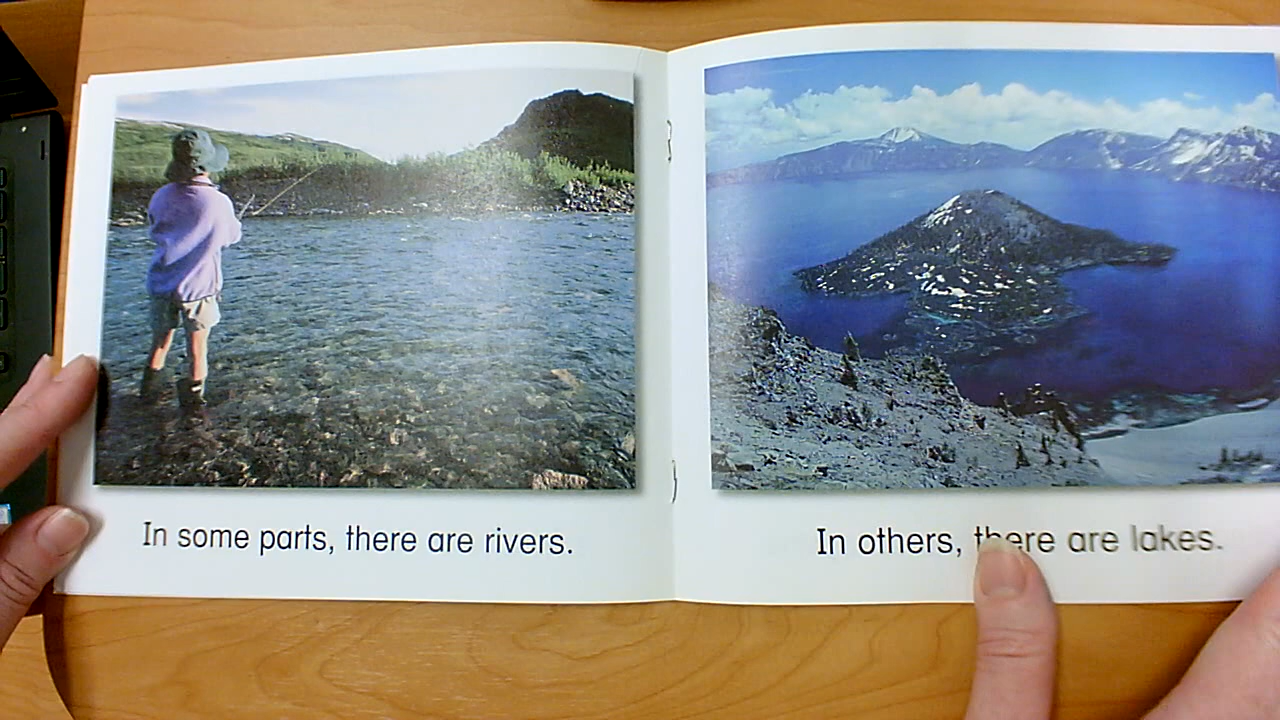 In some parts, there are rivers.
In others, there are lakes.